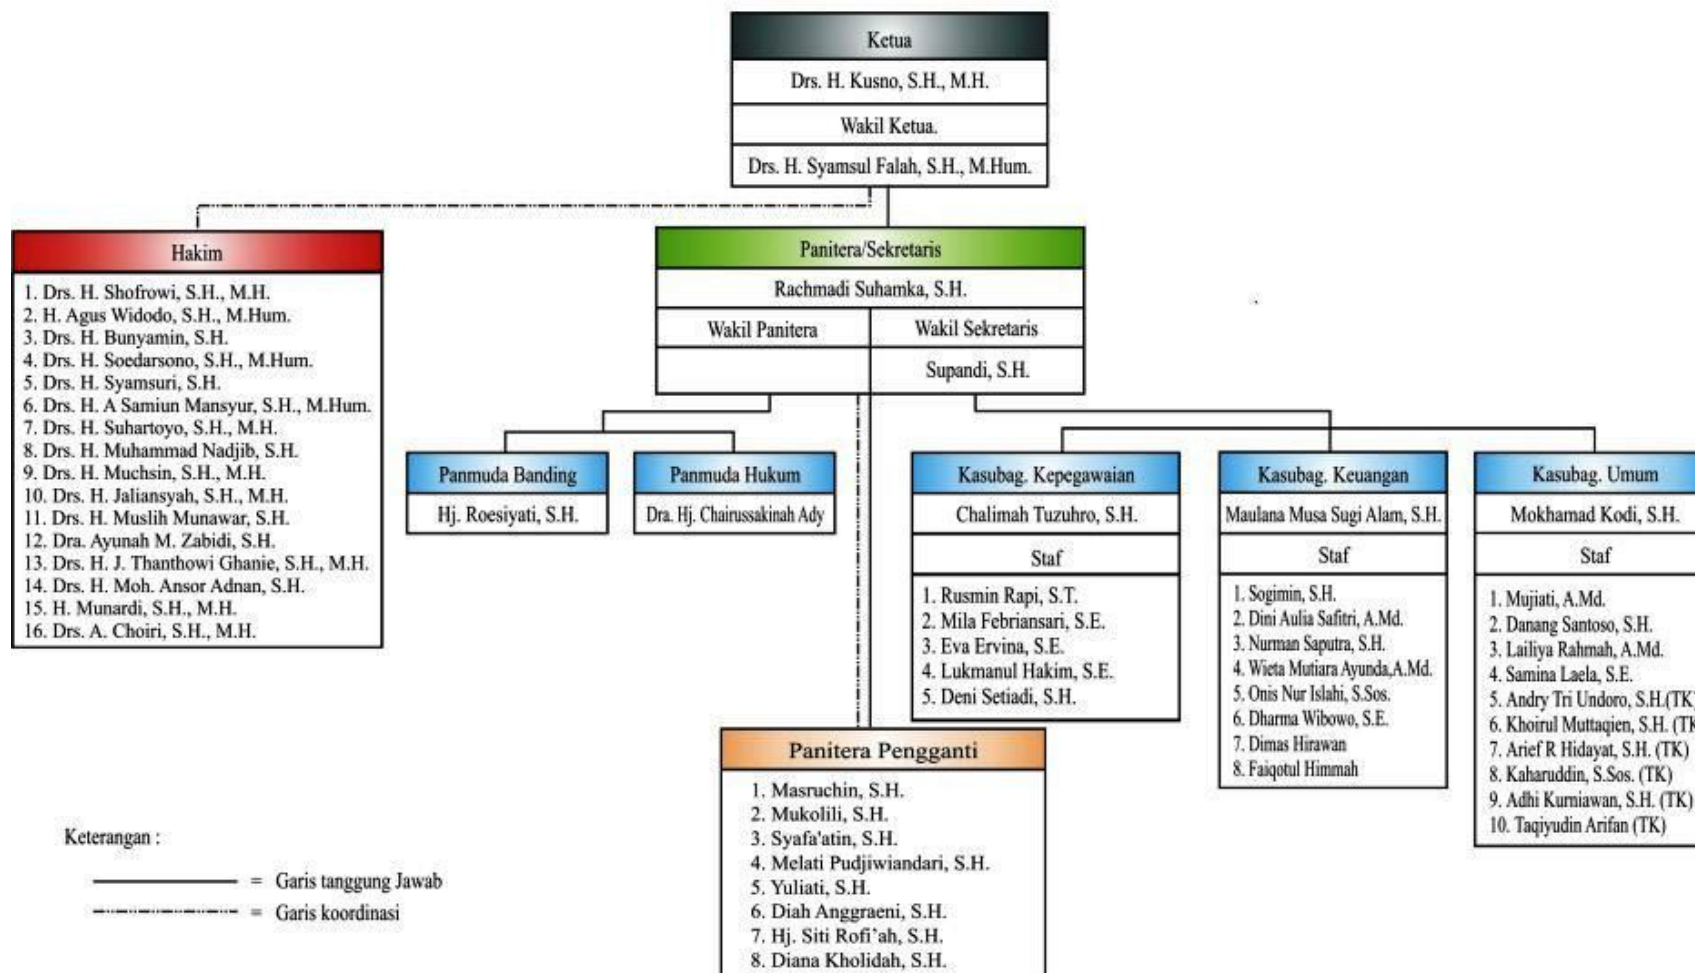 Ketua
Drs. H. Kusno, S.H., M.H.
Wakil Ketua.
Drs. H. Syamsul Falah, S.H., M.Hum.
Hakim
1. Drs. H. Shofrowi, S.H., M.H.
2. H. Agus Widodo, S.H., M.Hum.
3. Drs. H. Bunyamin, S.H.
4. Drs. H. Soedarsono, S.H., M.Hum.
5. Drs. H. Syamsuri, S.H.
6. Drs. H. A Samiun Mansyur, S.H., M.Hum.
7. Drs. H. Suhartoyo, S.H., M.H.
8. Drs. H. Muhammad Nadjib, S.H.
9. Drs. H. Muchsin, S.H., M.H.
10. Drs. H. Jaliansyah, S.H., M.H.
11. Drs. H. Muslih Munawar, S.H.
12. Dra. Ayunah M. Zabidi, S.H.
13. Drs. H. J. Thanthowi Ghanie, S.H., M.H.
14. Drs. H. Moh. Ansor Adnan, S.H.
15. H. Munardi, S.H., M.H.
16. Drs. A. Choiri, S.H., M.H.
Panitera/Sekretaris
Rachmadi Suhamka, S.H.
Wakil Panitera
Wakil Sekretaris
Supandi, S.H.
Panmuda Banding
Hj. Roesiyati, S.H.
Panmuda Hukum
Dra. Hj. Chairussakinah Ady
Kasubag. Kepegawaian
Chalimah Tuzuhro, S.H.
Staf
1. Rusmin Rapi, S.T.
2. Mila Febriansari, S.E.
3. Eva Ervina, S.E.
4. Lukmanul Hakim, S.E.
5. Deni Setiadi, S.H.
Kasubag. Keuangan
Maulana Musa Sugi Alam, S.H.
Staf
1. Sogimin, S.H.
2. Dini Aulia Safitri, A.Md.
3. Nurman Saputra, S.H.
4. Wieta Mutiara Ayunda,A.Md.
5. Onis Nur Islahi, S.Sos.
6. Dharma Wibowo, S.E.
7. Dimas Hirawan
8. Faiqotul Himmah
Kasubag. Umum
Mokhamad Kodi, S.H.
Staf
1. Mujiati, A.Md.
2. Danang Santoso, S.H.
3. Lailiya Rahmah, A.Md.
4. Samina Laela, S.E.
5. Andry Tri Undoro, S.H.(TK)
6. Khoirul Muttaqien, S.H. (TK
7. Arief R Hidayat, S.H. (TK)
8. Kaharuddin, S.Sos. (TK)
9. Adhi Kurniawan, S.H. (TK)
10. Taqiyudin Arifan (TK)
Panitera Pengganti
1. Masruchin, S.H.
2. Mukolili, S.H.
3. Syafa'atin, S.H.
4. Melati Pudjiwiandari, S.H.
5. Yuliati, S.H.
6. Diah Anggraeni, S.H.
7. Hj. Siti Rofi’ah, S.H.
8. Diana Kholidah, S.H.
Keterangan :
= Garis tanggung Jawab
= Garis koordinasi